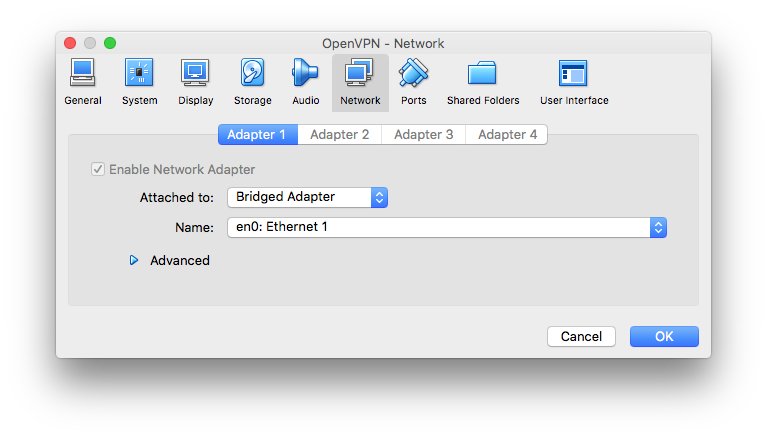 OpenVPN - Network
General System Display Storage Audio Network Ports Shared Folders User Interface
Adapter 1 Adapter 2 Adapter 3 Adapter 4
Enable Network Adapter
Attached to: Bridged Adapter
Name: en0: Ethernet 1
Advanced
Cancel OK